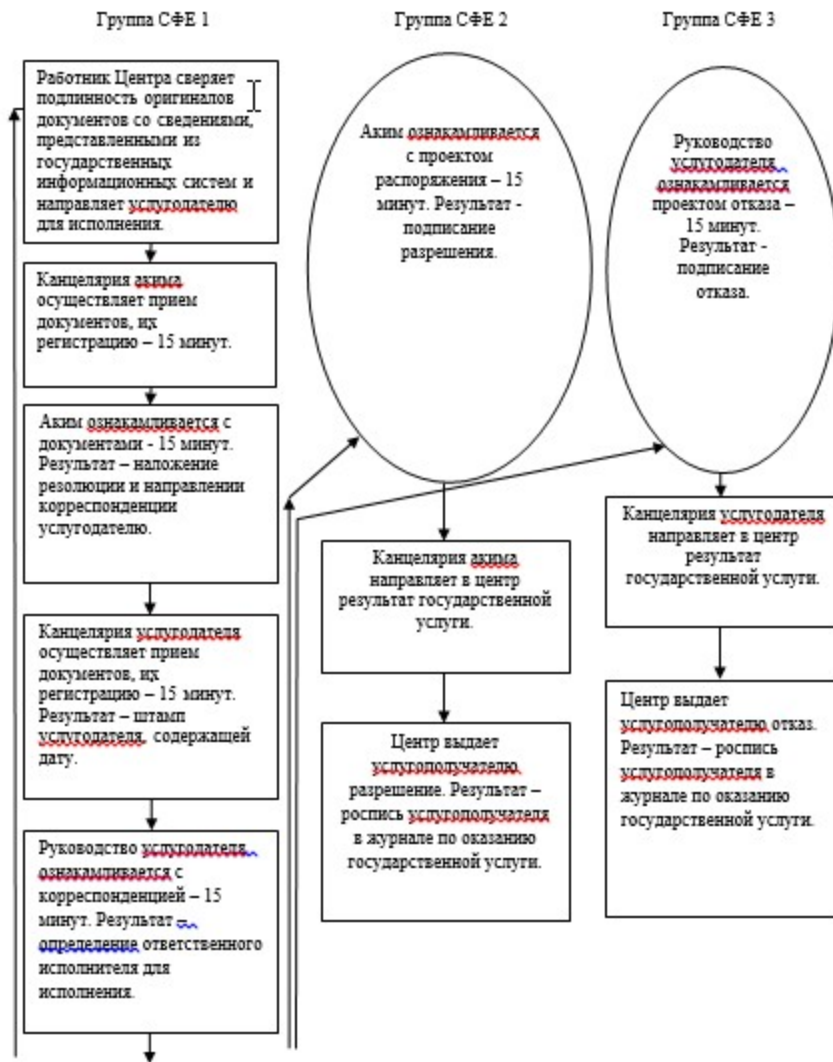 Группа СФЕ 1
Работник Центра сверяет
подлинность оригиналов
документов со сведениями,
представленными из
государственных
информационных систем и
направляет услугодателю
для исполнения.
Канцелярия акима
осуществляет прием
документов, их
регистрацию – 15 минут.
Аким ознакамливается с
документами - 15 минут.
Результат – наложение
резолюции и направлении
корреспонденции
услугодателю.
Канцелярия услугодателя
осуществляет прием
документов, их
регистрацию – 15 минут.
Результат – штамп
услугодателя, содержащей
дату.
Руководство услугодателя
ознакамливается с
корреспонденцией – 15
минут. Результат –
определение ответственного
исполнителя для
исполнения.
Группа СФЕ 2
Аким ознакамливается
с проектом
распоряжения – 15
минут. Результат -
подписание
разрешения.
Канцелярия акима
направляет в центр
результат государственной
услуги.
Центр выдает
услугополучателю
разрешение. Результат –
роспись услугополучателя
в журнале по оказанию
государственной услуги.
Группа СФЕ 3
Руководство
услугодателя
ознакамливается
проектом отказа –
15 минут.
Результат -
подписание
отказа.
Канцелярия услугодателя
направляет в центр
результат
государственной услуги.
Центр выдает
услугополучателю отказ.
Результат – роспись
услугополучателя в
журнале по оказанию
государственной услуги.